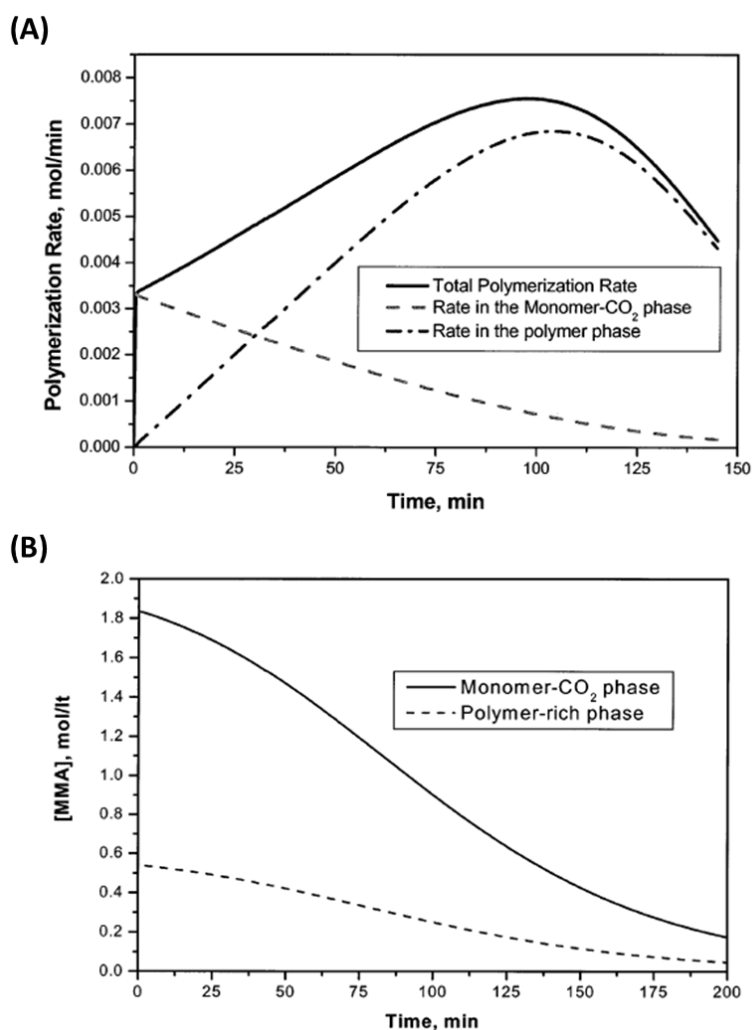 (A)
0.008
0.007
0.006
0.005
0.004
0.003
0.002
0.001
0.000
Polymerization Rate, mol/min
Total Polymerization Rate
Rate in the Monomer-CO2 phase
Rate in the polymer phase
0 25 50 75 100 125 150
Time, min
(B)
2.0
1.8
1.6
1.4
1.2
1.0
0.8
0.6
0.4
0.2
0.0
[MMA], mol/lt
Monomer-CO2 phase
Polymer-rich phase
0 25 50 75 100 125 150 175 200
Time, min